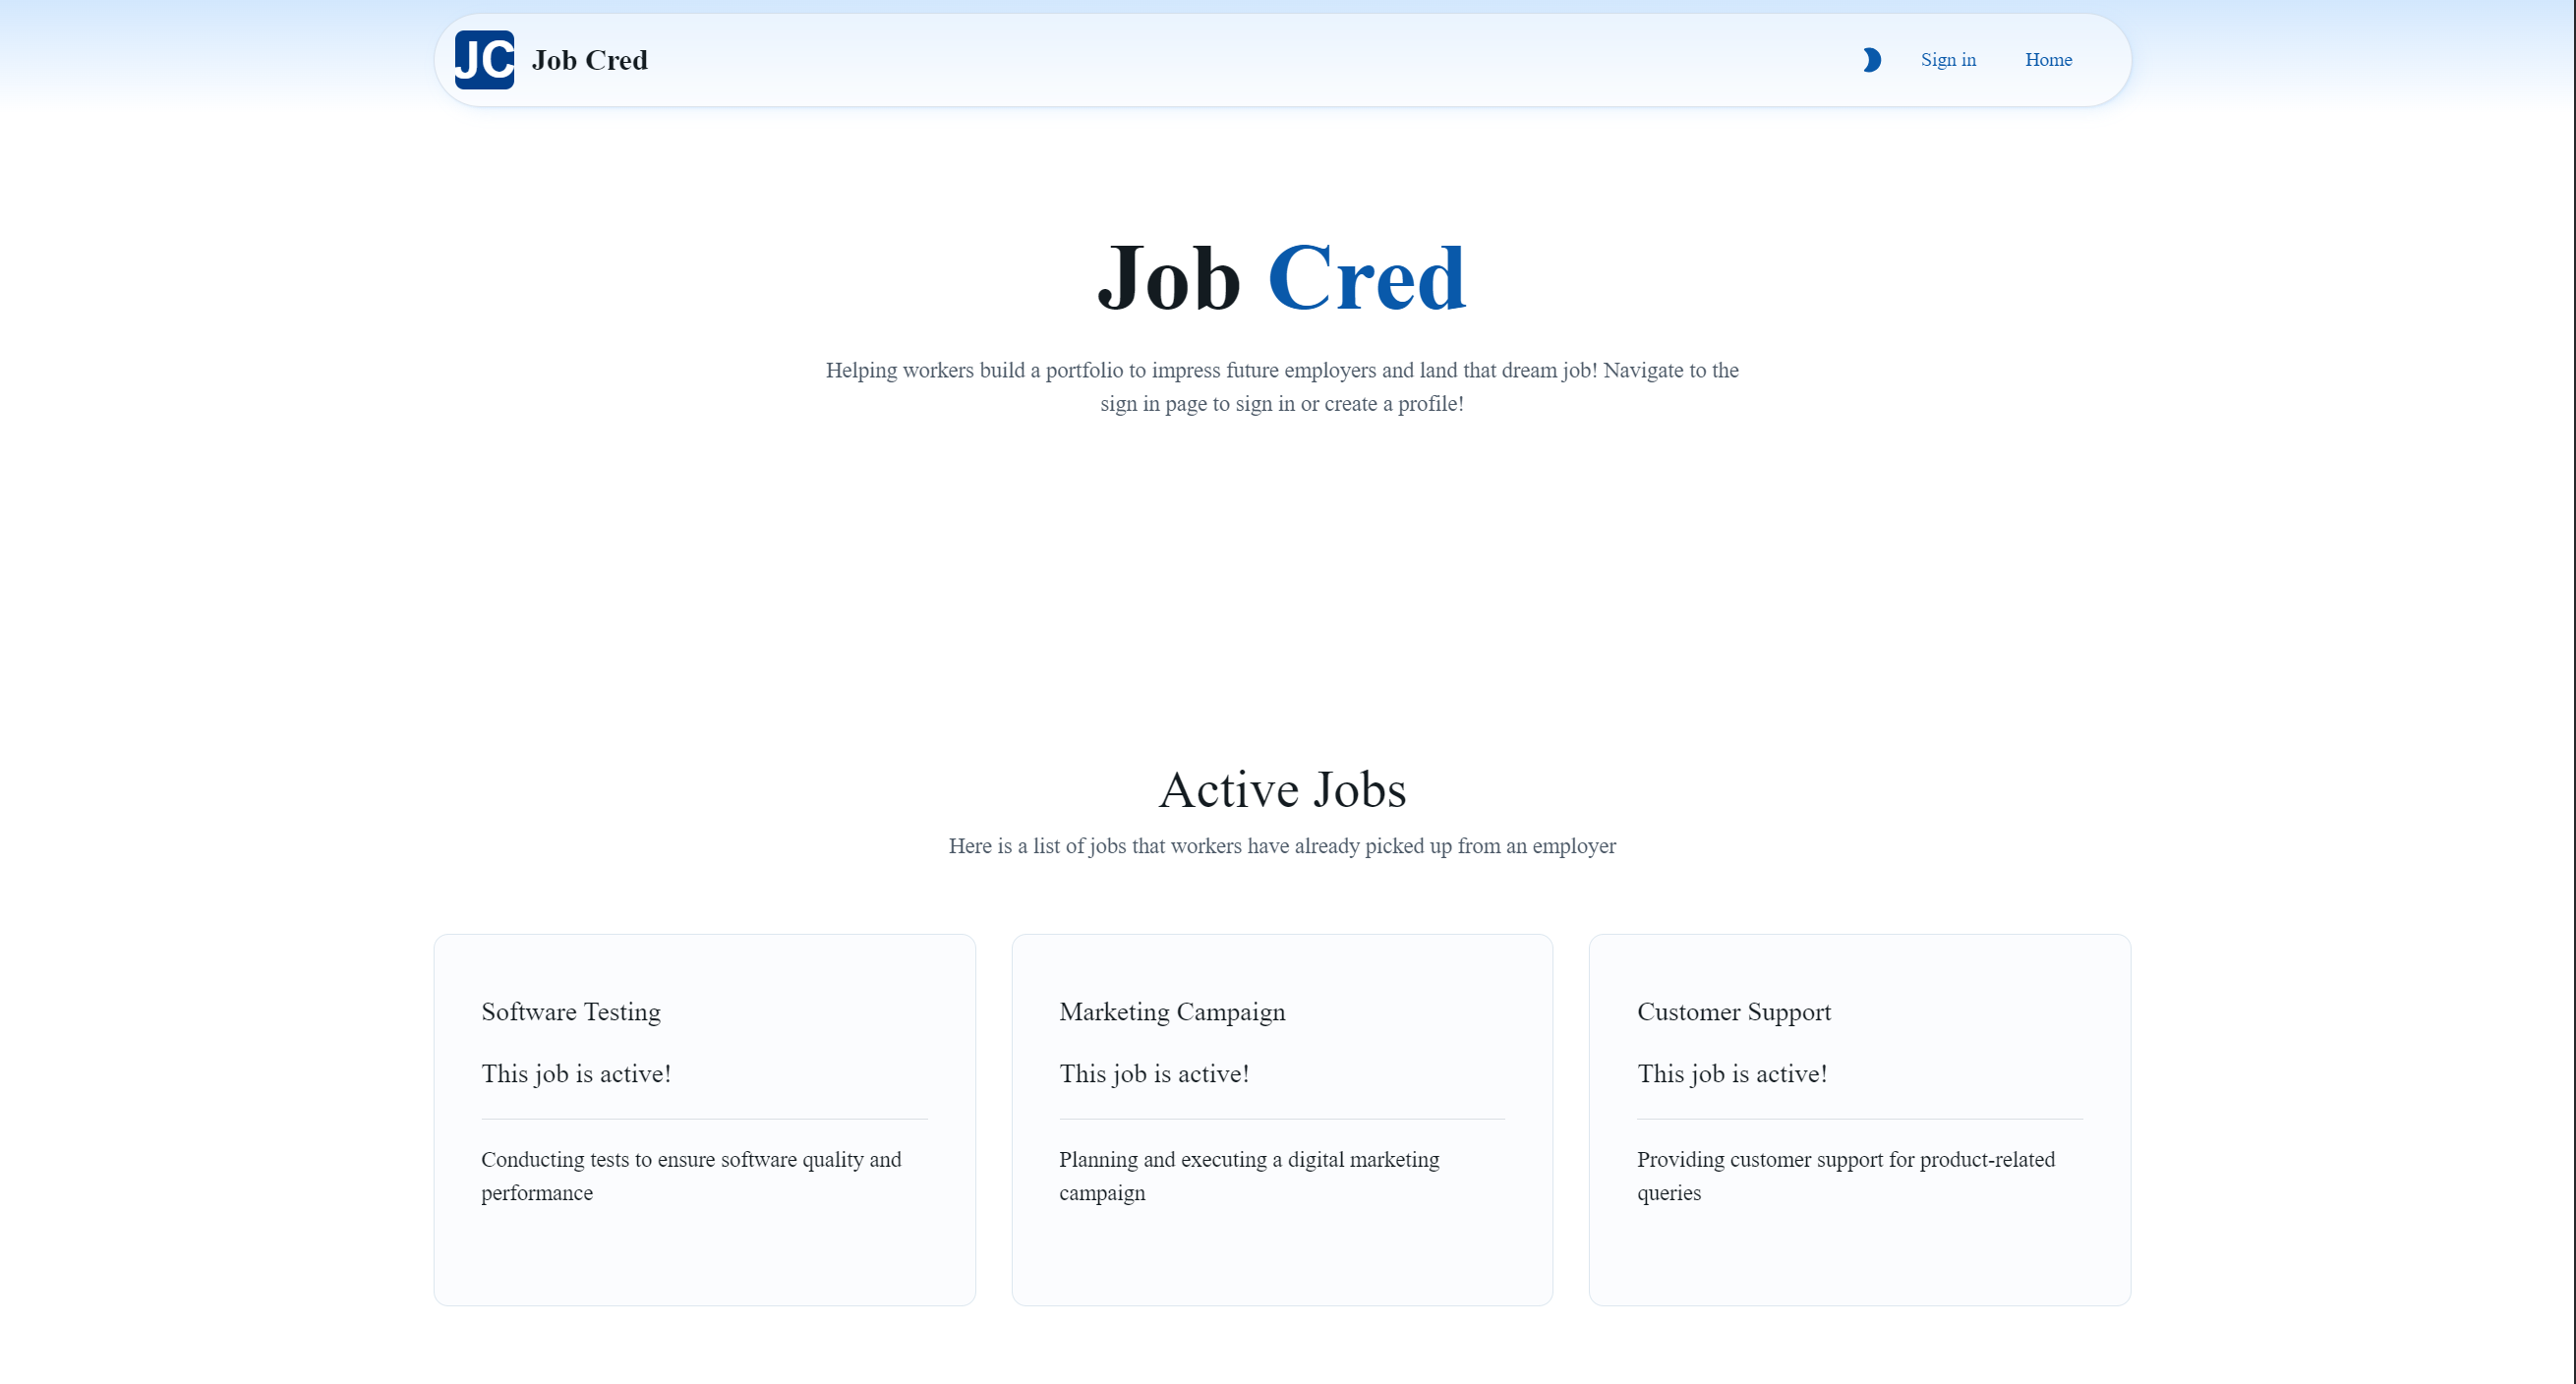 JC Job Cred
Sign in Home
Job Cred
Helping workers build a portfolio to impress future employers and land that dream job! Navigate to the
sign in page to sign in or create a profile!
Active Jobs
Here is a list of jobs that workers have already picked up from an employer
Software Testing
This job is active!
Conducting tests to ensure software quality and
performance
Marketing Campaign
This job is active!
Planning and executing a digital marketing
campaign
Customer Support
This job is active!
Providing customer support for product-related
queries